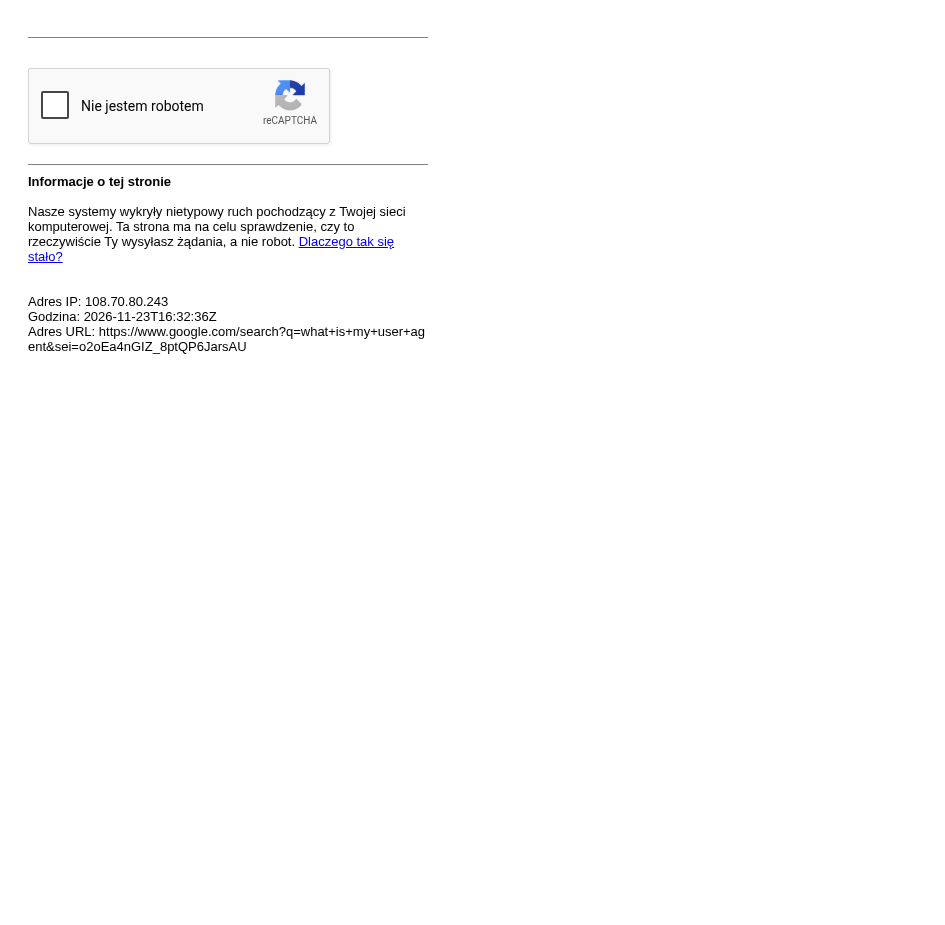 Nie jestem robotem
reCAPTCHA
Informacje o tej stronie
Nasze systemy wykryły nietypowy ruch pochodzący z Twojej sieci
komputerowej. Ta strona ma na celu sprawdzenie, czy to
rzeczywiście Ty wysyłasz żądania, a nie robot. Dlaczego tak się
stało?
Adres IP: 108.70.80.243
Godzina: 2026-11-23T16:32:36Z
Adres URL: https://www.google.com/search?q=what+is+my+user+ag
ent&sei=o2oEa4nGIZ_8ptQP6JarsAU